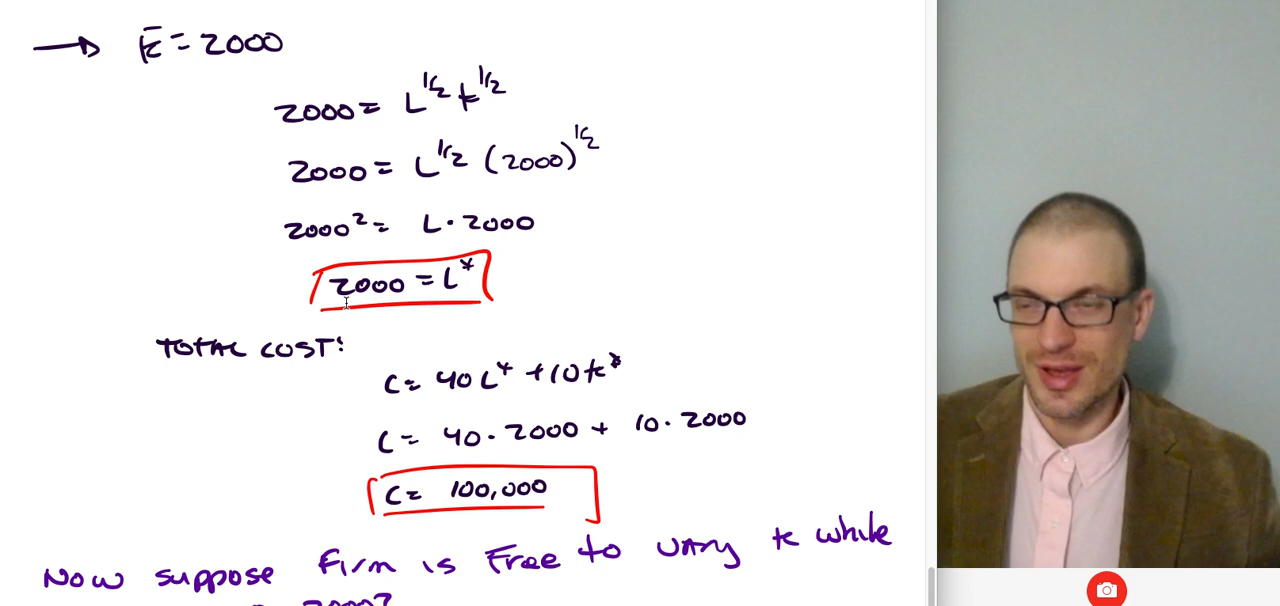 → K̄ = 2000
2000 = L^1/2 K^1/2
2000 = L^1/2 (2000)^1/2
2000² = L · 2000
2000 = L*
TOTAL COST:
C = 40L* + 10K*
C = 40 · 2000 + 10 · 2000
C = 100,000
Now suppose Firm is Free to vary K while
2000?